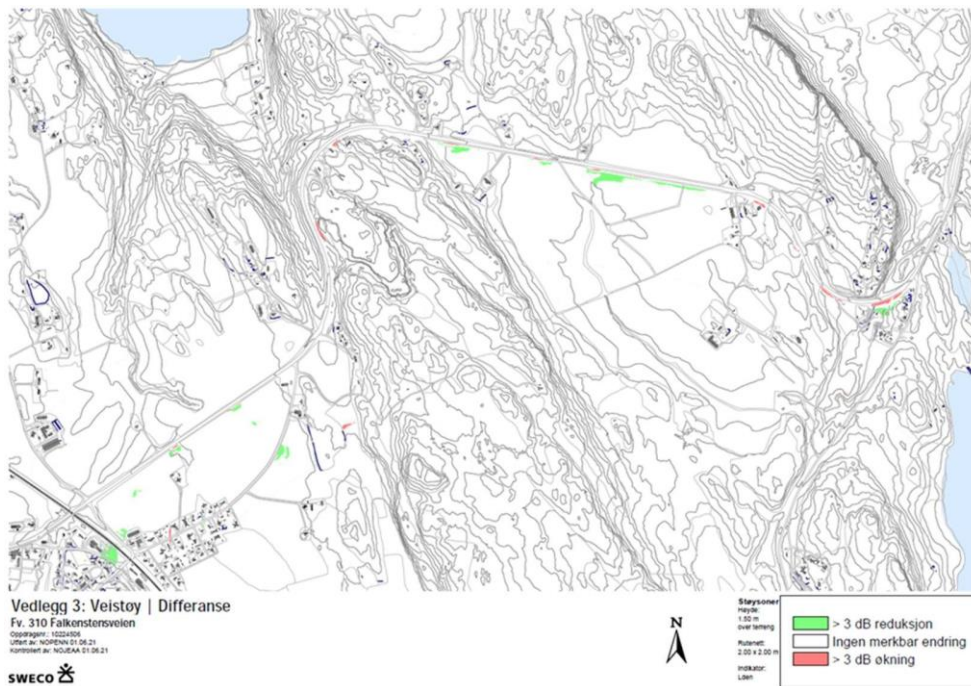 Vedlegg 3: Veistøy | Differanse
Fv. 310 Falkenstensveien
Oppdragsnr.: 10224506
Utført av: NOPENN 01.06.21
Kontrollert av: NOJEAA 01.06.21
SWECO
N
Støysoner
Høyde:
1.50 m
over terreng
Rutenett:
2.00 x 2.00 m
Indikator:
Lden
> 3 dB reduksjon
Ingen merkbar endring
> 3 dB økning